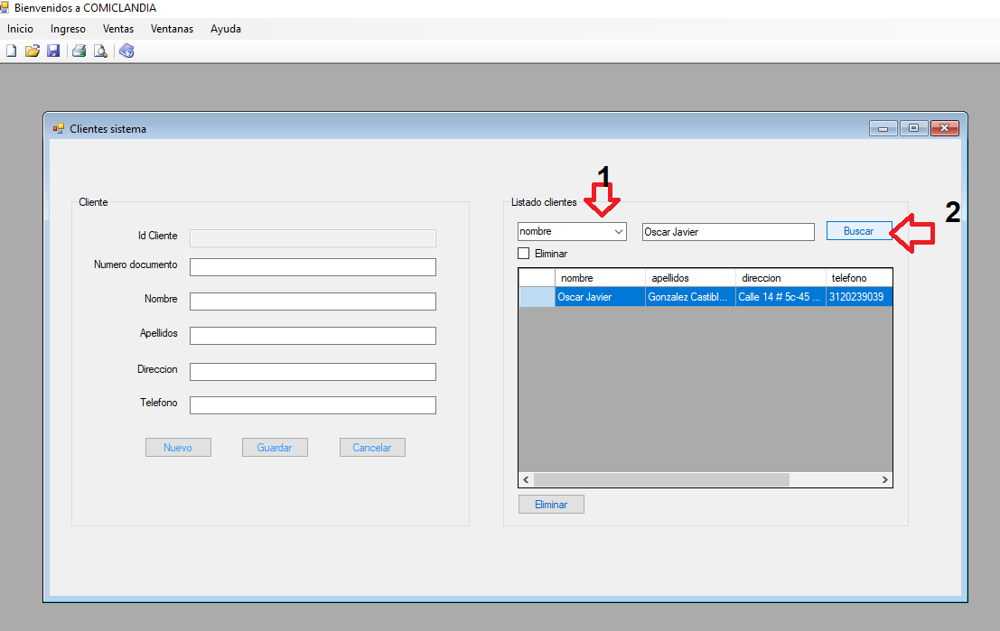 Bienvenidos a COMICLANDIA
Inicio Ingreso Ventas Ventanas Ayuda
Clientes sistema
1
2
Cliente
Id Cliente
Numero documento
Nombre
Apellidos
Direccion
Telefono
Nuevo Guardar Cancelar
Listado clientes
nombre Oscar Javier Buscar
Eliminar
nombre apellidos direccion telefono
Oscar Javier Gonzalez Castibl... Calle 14 # 5c-45 ... 3120239039
Eliminar